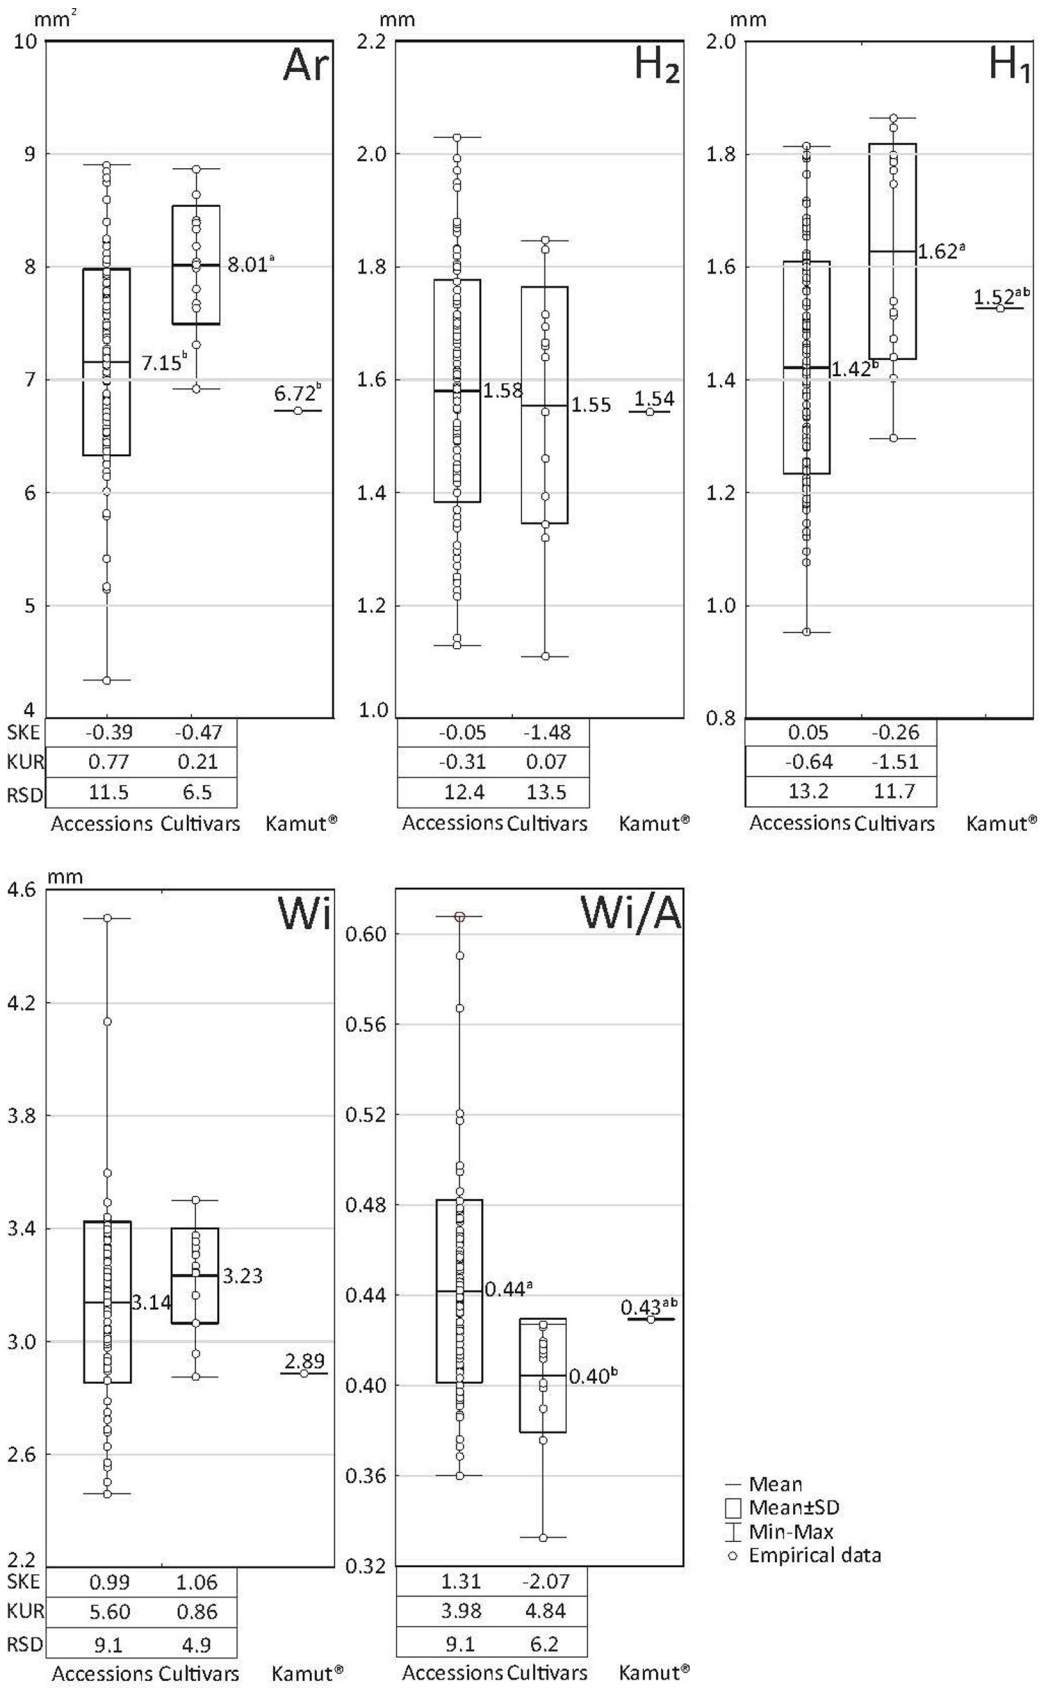 mm²
10
9
8
7
6
5
4
Ar
7.15ᵇ
8.01ᵃ
6.72ᵇ
SKE -0.39 -0.47
KUR 0.77 0.21
RSD 11.5 6.5
Accessions Cultivars Kamut®
mm
2.2
2.0
1.8
1.6
1.4
1.2
1.0
H₂
1.58
1.55
1.54
-0.05 -1.48
-0.31 0.07
12.4 13.5
Accessions Cultivars Kamut®
mm
2.0
1.8
1.6
1.4
1.2
1.0
0.8
H₁
1.42ᵇ
1.62ᵃ
1.52ᵃᵇ
0.05 -0.26
-0.64 -1.51
13.2 11.7
Accessions Cultivars Kamut®
mm
4.6
4.2
3.8
3.4
3.0
2.6
2.2
Wi
3.14
3.23
2.89
SKE 0.99 1.06
KUR 5.60 0.86
RSD 9.1 4.9
Accessions Cultivars Kamut®
0.60
0.56
0.52
0.48
0.44
0.40
0.36
0.32
Wi/A
0.44ᵃ
0.40ᵇ
0.43ᵃᵇ
1.31 -2.07
3.98 4.84
9.1 6.2
Accessions Cultivars Kamut®
Mean
Mean±SD
Min-Max
Empirical data